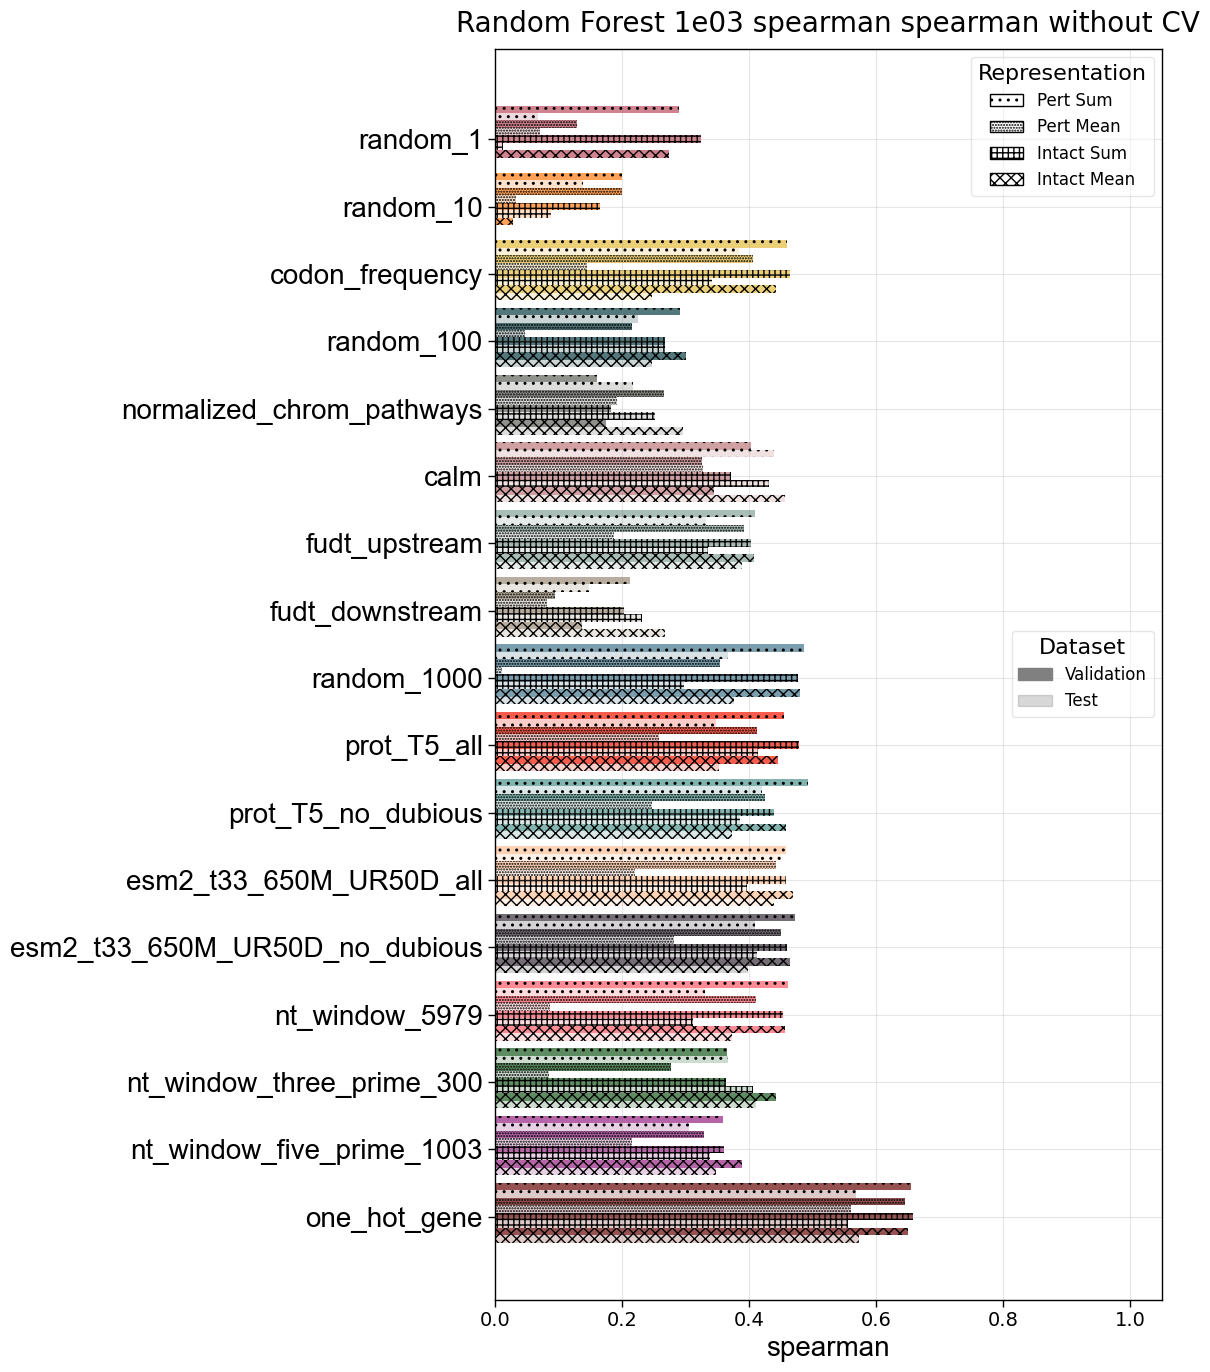 Random Forest 1e03 spearman spearman without CV
Representation
Pert Sum
Pert Mean
Intact Sum
Intact Mean
random_1
random_10
codon_frequency
random_100
normalized_chrom_pathways
calm
fudt_upstream
fudt_downstream
Dataset
Validation
Test
random_1000
prot_T5_all
prot_T5_no_dubious
esm2_t33_650M_UR50D_all
esm2_t33_650M_UR50D_no_dubious
nt_window_5979
nt_window_three_prime_300
nt_window_five_prime_1003
one_hot_gene
0.0 0.2 0.4 0.6 0.8 1.0
spearman